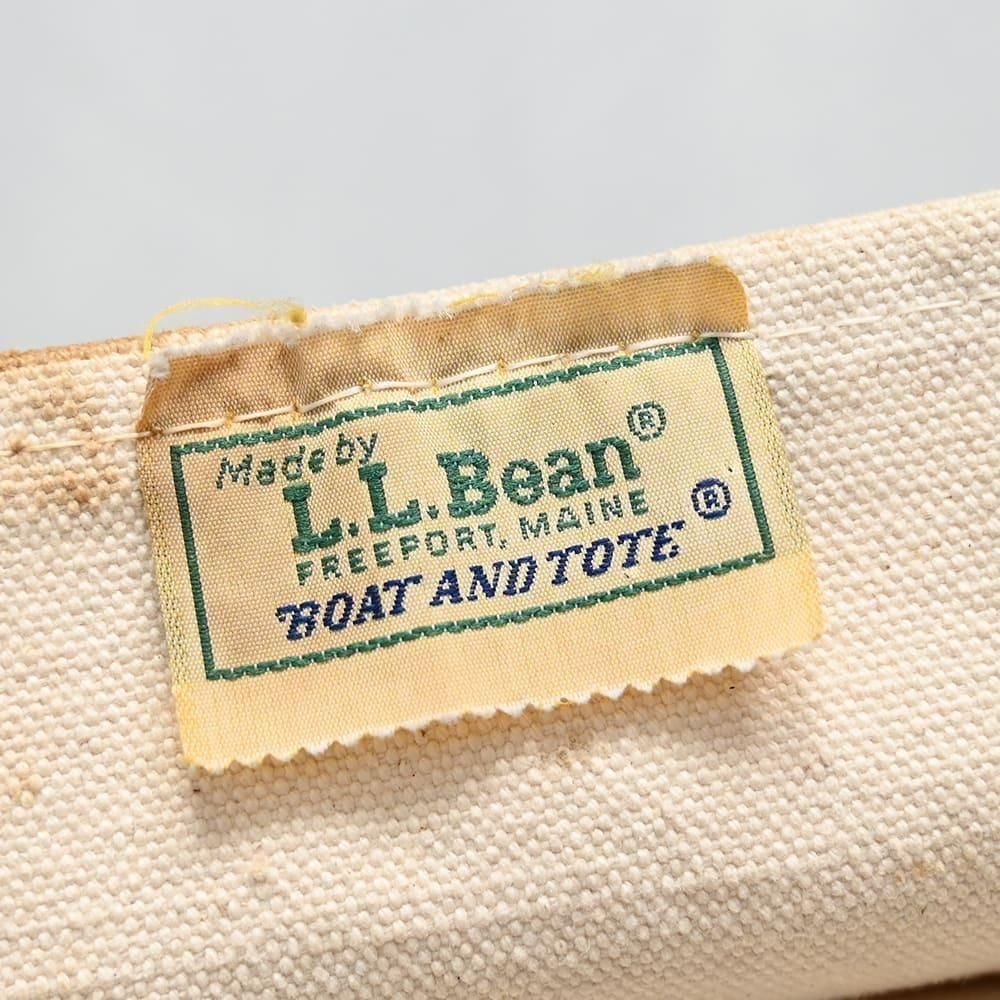 Made by
L.L.Bean®
FREEPORT, MAINE
BOAT AND TOTE®